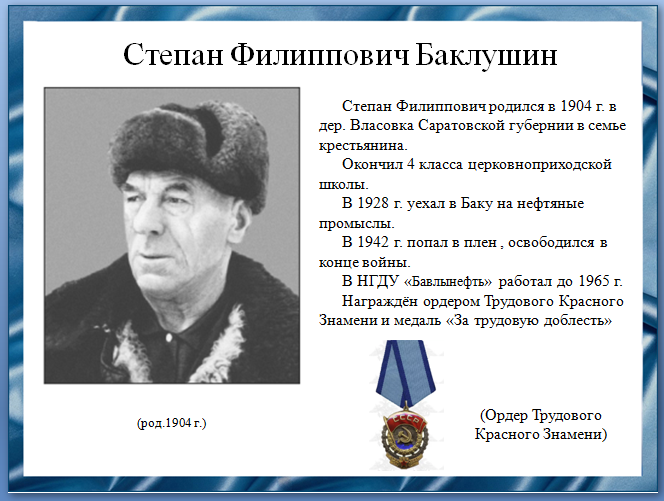 Степан Филиппович Баклушин
Степан Филиппович родился в 1904 г. в
дер. Власовка Саратовской губернии в семье
крестьянина.
Окончил 4 класса церковноприходской
школы.
В 1928 г. уехал в Баку на нефтяные
промыслы.
В 1942 г. попал в плен , освободился в
конце войны.
В НГДУ «Бавлынефть» работал до 1965 г.
Награждён орденом Трудового Красного
Знамени и медаль «За трудовую доблесть»
(род.1904 г.)
СССР
(Ордер Трудового
Красного Знамени)